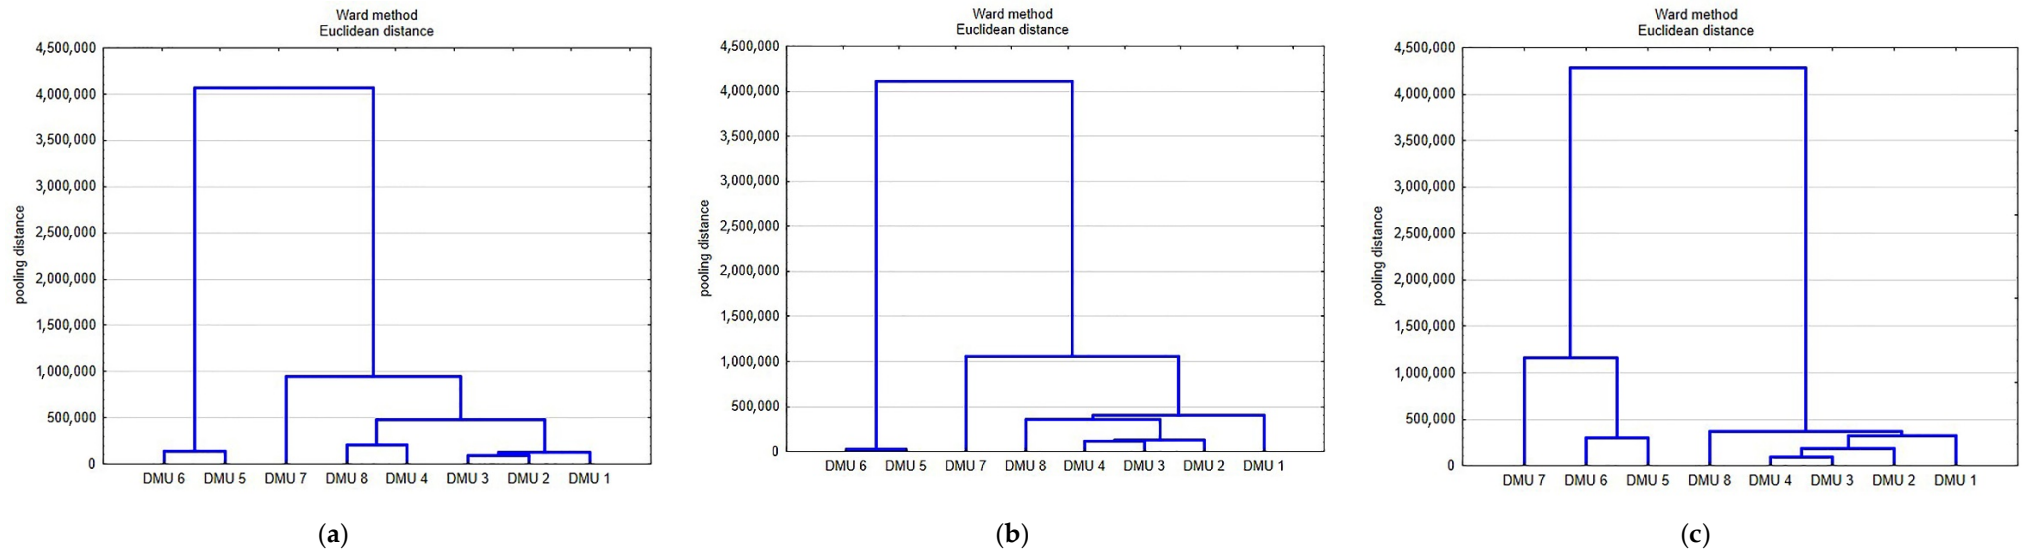 Ward method
Euclidean distance
4,500,000
4,000,000
3,500,000
3,000,000
2,500,000
2,000,000
1,500,000
1,000,000
500,000
0
pooling distance
DMU 6 DMU 5 DMU 7 DMU 8 DMU 4 DMU 3 DMU 2 DMU 1
(a)
Ward method
Euclidean distance
4,500,000
4,000,000
3,500,000
3,000,000
2,500,000
2,000,000
1,500,000
1,000,000
500,000
0
pooling distance
DMU 6 DMU 5 DMU 7 DMU 8 DMU 4 DMU 3 DMU 2 DMU 1
(b)
Ward method
Euclidean distance
4,500,000
4,000,000
3,500,000
3,000,000
2,500,000
2,000,000
1,500,000
1,000,000
500,000
0
pooling distance
DMU 7 DMU 6 DMU 5 DMU 8 DMU 4 DMU 3 DMU 2 DMU 1
(c)